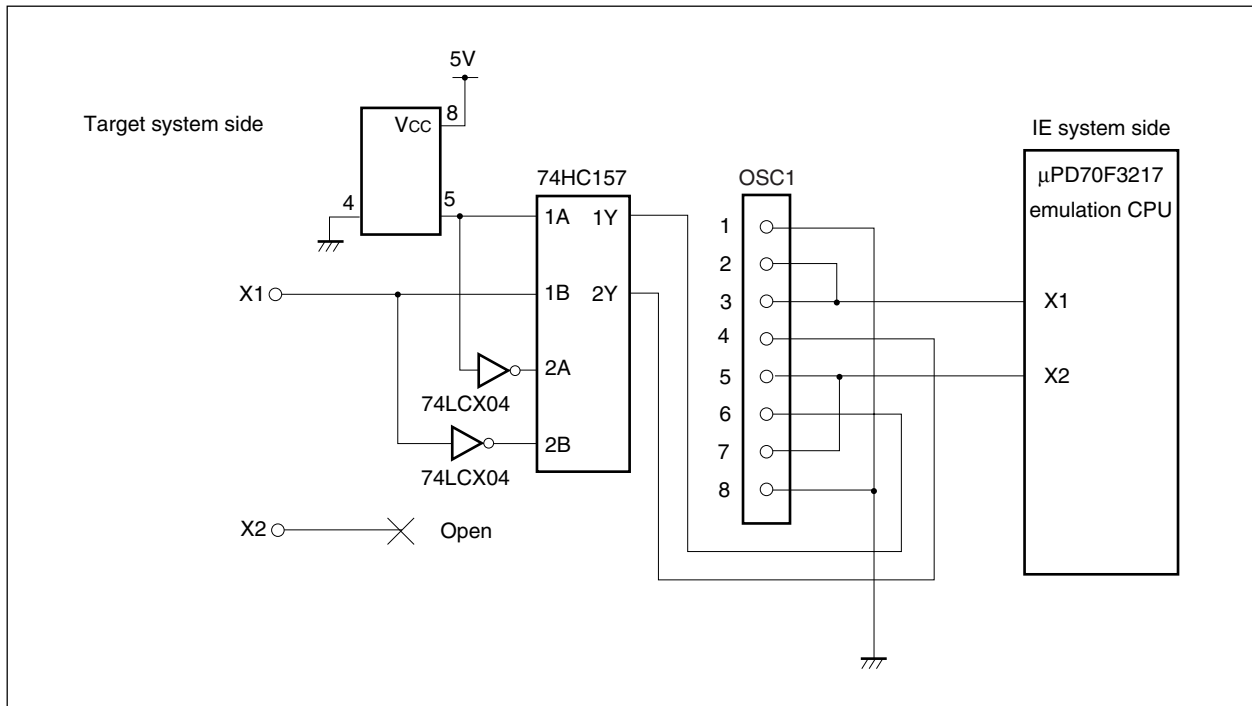 5V
Target system side
VCC
8
4
5
IE system side
μPD70F3217
emulation CPU
74HC157
OSC1
1A
1Y
1B
2Y
2A
2B
X1
74LCX04
74LCX04
X2
Open
1
2
3
4
5
6
7
8
X1
X2